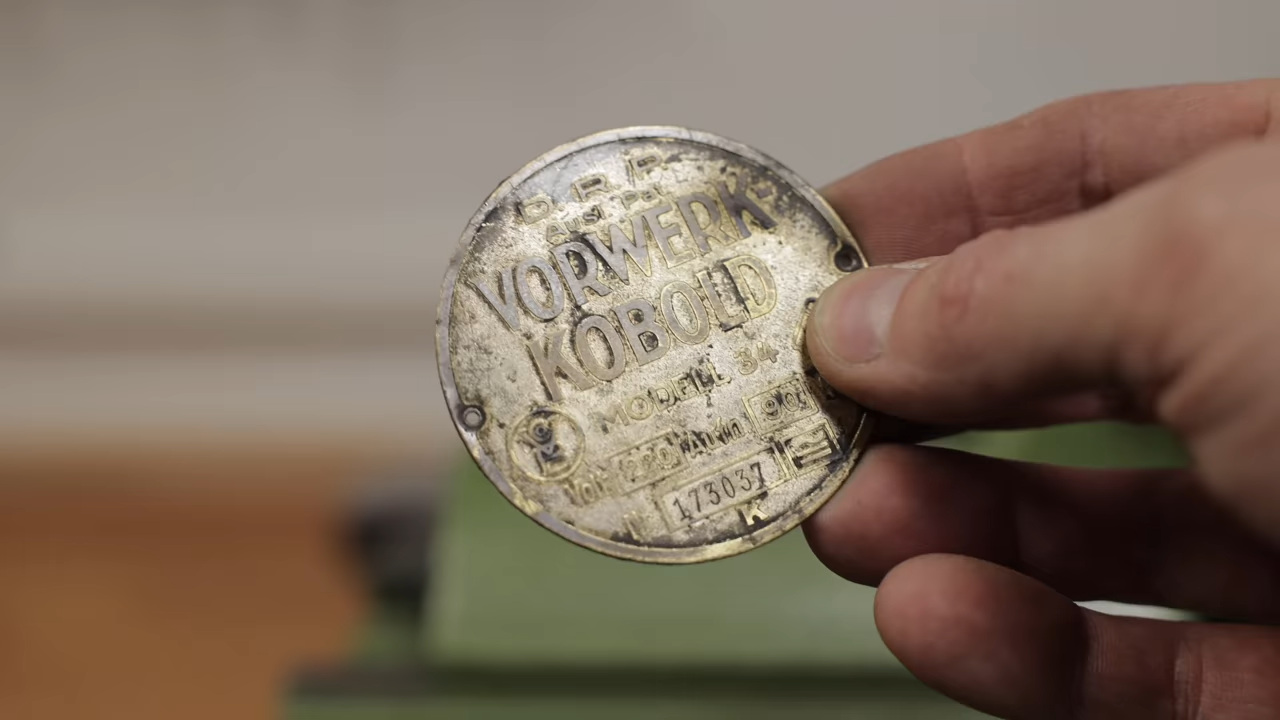 D. R. P.
Ausl. Pat.
VORWERK-
KOBOLD
MODELL 34
Volt 220 Watt 90
173037
K